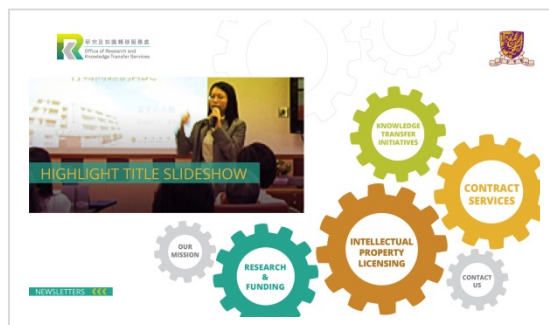 研究及知識轉移服務處
Office of Research and
Knowledge Transfer Services
HIGHLIGHT TITLE SLIDESHOW
KNOWLEDGE
TRANSFER
INITIATIVES
CONTRACT
SERVICES
INTELLECTUAL
PROPERTY
LICENSING
OUR
MISSION
RESEARCH
&
FUNDING
CONTACT
US
NEWSLETTERS